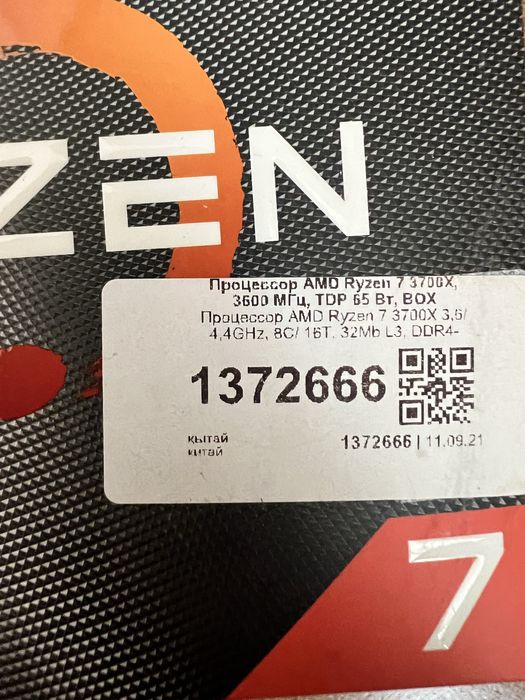 ZEN
Процессор AMD Ryzen 7 3700X,
3600 МГц, TDP 65 Вт, BOX
Процессор AMD Ryzen 7 3700X 3,6/
4,4GHz, 8C/ 16T, 32Mb L3, DDR4-
1372666
қытай
китай
1372666 | 11.09.21
7